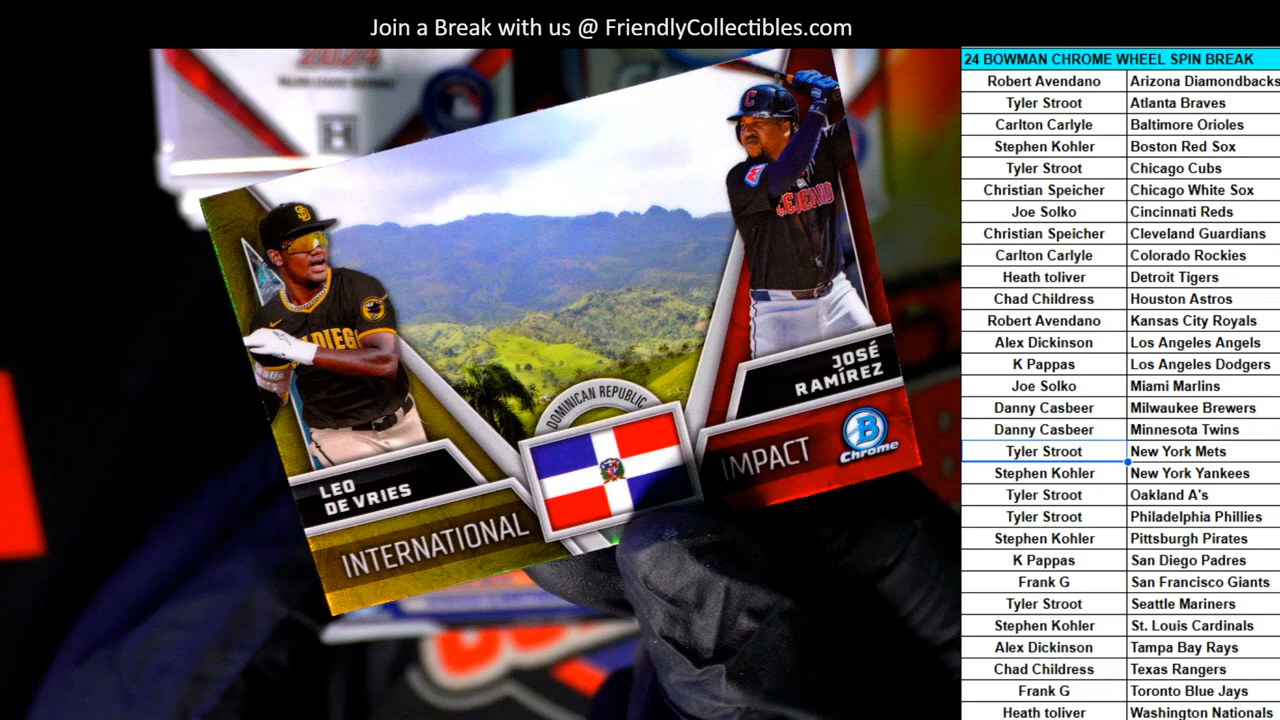 Join a Break with us @ FriendlyCollectibles.com
2024
H
C
CLEVELAND
SD
DIEGO
DOMINICAN REPUBLIC
JOSÉ
RAMÍREZ
LEO
DE VRIES
INTERNATIONAL
IMPACT
B
Chrome
24 BOWMAN CHROME WHEEL SPIN BREAK
Robert Avendano Arizona Diamondbacks
Tyler Stroot Atlanta Braves
Carlton Carlyle Baltimore Orioles
Stephen Kohler Boston Red Sox
Tyler Stroot Chicago Cubs
Christian Speicher Chicago White Sox
Joe Solko Cincinnati Reds
Christian Speicher Cleveland Guardians
Carlton Carlyle Colorado Rockies
Heath toliver Detroit Tigers
Chad Childress Houston Astros
Robert Avendano Kansas City Royals
Alex Dickinson Los Angeles Angels
K Pappas Los Angeles Dodgers
Joe Solko Miami Marlins
Danny Casbeer Milwaukee Brewers
Danny Casbeer Minnesota Twins
Tyler Stroot New York Mets
Stephen Kohler New York Yankees
Tyler Stroot Oakland A's
Tyler Stroot Philadelphia Phillies
Stephen Kohler Pittsburgh Pirates
K Pappas San Diego Padres
Frank G San Francisco Giants
Tyler Stroot Seattle Mariners
Stephen Kohler St. Louis Cardinals
Alex Dickinson Tampa Bay Rays
Chad Childress Texas Rangers
Frank G Toronto Blue Jays
Heath toliver Washington Nationals